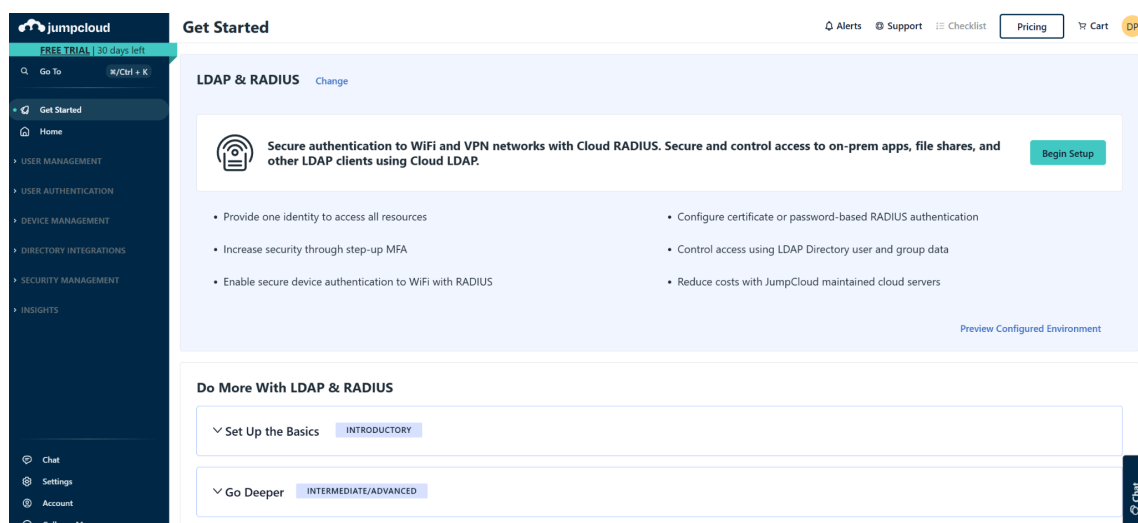 jumpcloud
FREE TRIAL | 30 days left
Go To ⌘/Ctrl + K
Get Started
Home
USER MANAGEMENT
USER AUTHENTICATION
DEVICE MANAGEMENT
DIRECTORY INTEGRATIONS
SECURITY MANAGEMENT
INSIGHTS
Chat
Settings
Account
Get Started
Alerts Support Checklist Pricing Cart DP
LDAP & RADIUS Change
Secure authentication to WiFi and VPN networks with Cloud RADIUS. Secure and control access to on-prem apps, file shares, and
other LDAP clients using Cloud LDAP.
Begin Setup
• Provide one identity to access all resources
• Increase security through step-up MFA
• Enable secure device authentication to WiFi with RADIUS
• Configure certificate or password-based RADIUS authentication
• Control access using LDAP Directory user and group data
• Reduce costs with JumpCloud maintained cloud servers
Preview Configured Environment
Do More With LDAP & RADIUS
Set Up the Basics INTRODUCTORY
Go Deeper INTERMEDIATE/ADVANCED
Chat